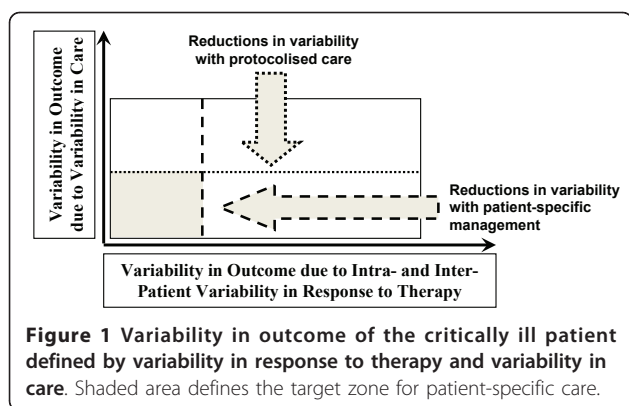 Reductions in variability
with protocolised care
Variability in Outcome
due to Variability in Care
Reductions in variability
with patient-specific
management
Variability in Outcome due to Intra- and Inter-
Patient Variability in Response to Therapy
Figure 1 Variability in outcome of the critically ill patient
defined by variability in response to therapy and variability in
care. Shaded area defines the target zone for patient-specific care.